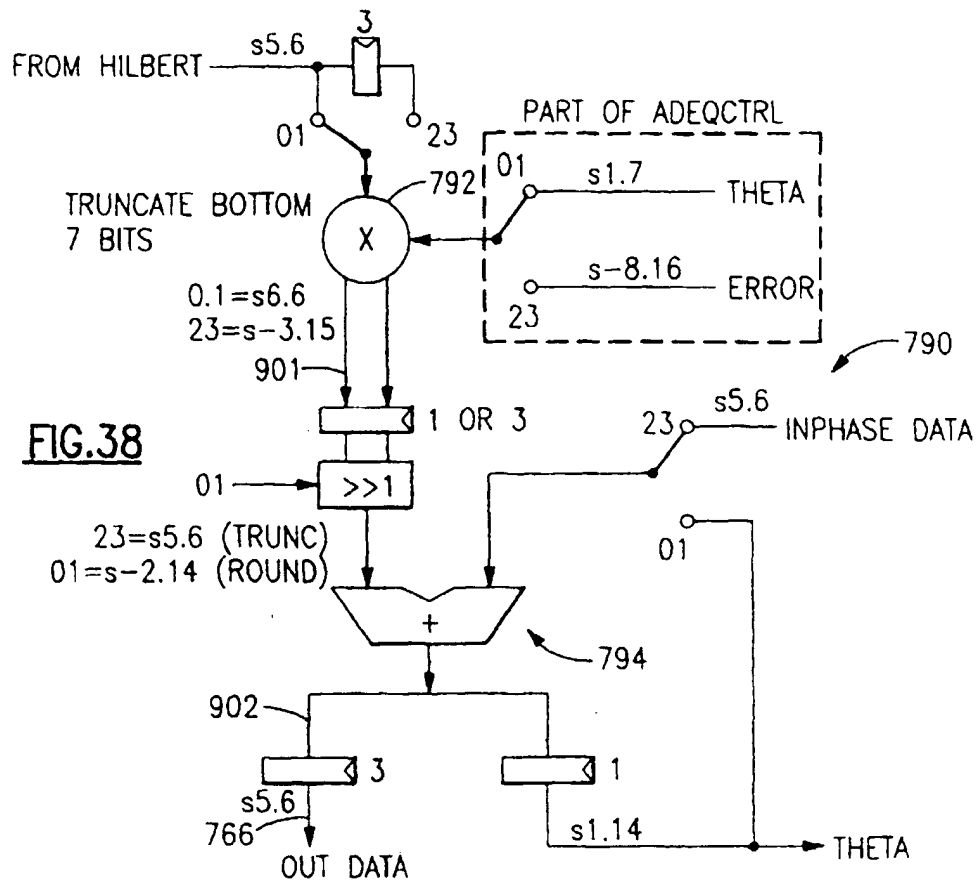 3
s5.6
FROM HILBERT
01
23
PART OF ADEQCTRL
01
s1.7
THETA
792
TRUNCATE BOTTOM
7 BITS
X
s-8.16
ERROR
23
0.1=s6.6
23=s-3.15
790
901
s5.6
23
INPHASE DATA
1 OR 3
FIG.38
01
>>1
01
23=s5.6 (TRUNC)
01=s-2.14 (ROUND)
+
794
902
3
1
s5.6
766
s1.14
THETA
OUT DATA